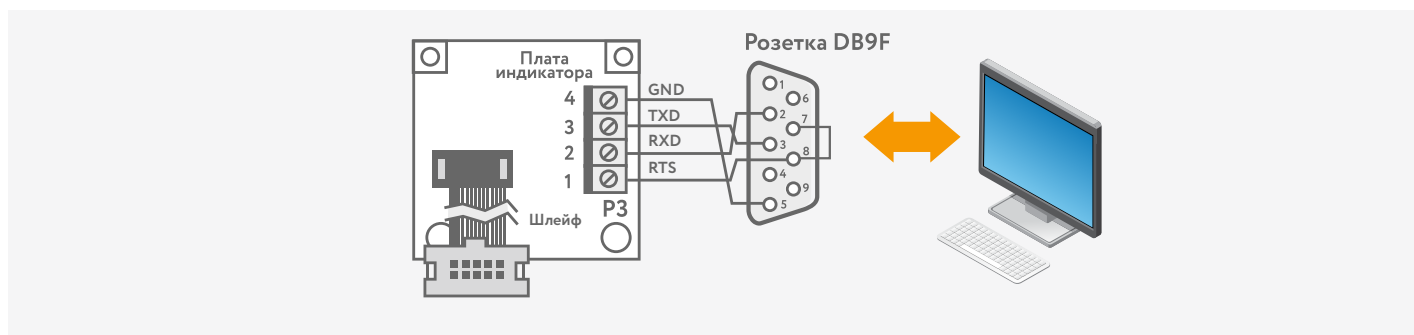 Розетка DB9F
Плата
индикатора
4
GND
3
TXD
2
RXD
1
RTS
P3
Шлейф
1
6
2
7
3
8
4
9
5